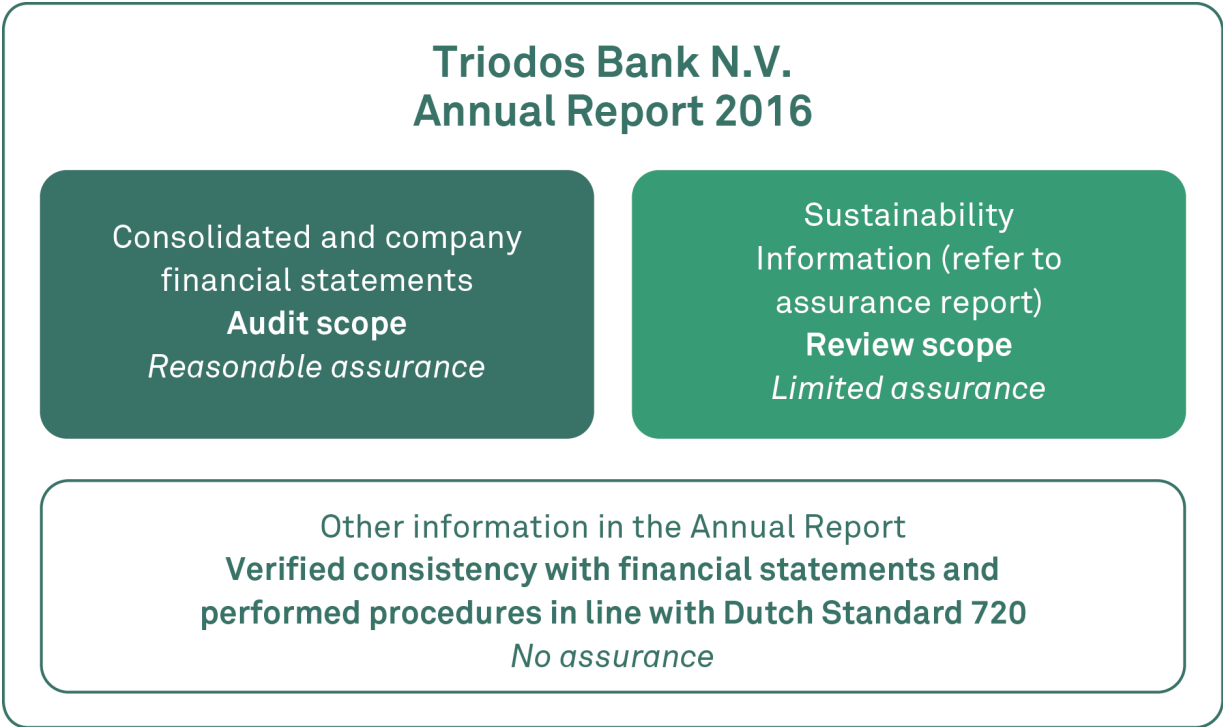 Triodos Bank N.V.
Annual Report 2016
Consolidated and company
financial statements
Audit scope
Reasonable assurance
Sustainability
Information (refer to
assurance report)
Review scope
Limited assurance
Other information in the Annual Report
Verified consistency with financial statements and
performed procedures in line with Dutch Standard 720
No assurance